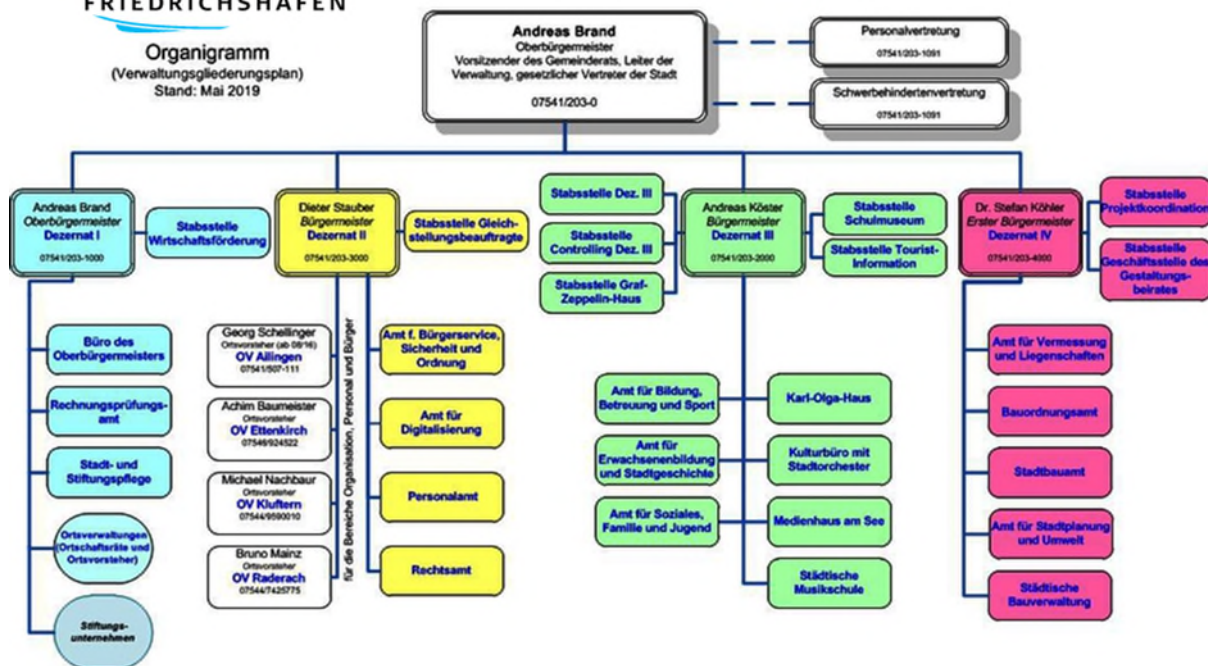 FRIEDRICHSHAFEN
Organigramm
(Verwaltungsgliederungsplan)
Stand: Mai 2019
Andreas Brand
Oberbürgermeister
Vorsitzender des Gemeinderats, Leiter der
Verwaltung, gesetzlicher Vertreter der Stadt
07541/203-0
Personalvertretung
07541/203-1091
Schwerbehindertenvertretung
07541/203-1091
Andreas Brand
Oberbürgermeister
Dezernat I
07541/203-1000
Stabsstelle
Wirtschaftsförderung
Büro des
Oberbürgermeisters
Rechnungsprüfungs-
amt
Stadt- und
Stiftungspflege
Ortsverwaltungen
(Ortschaftsräte und
Ortsvorsteher)
Stiftungs-
unternehmen
Dieter Stauber
Bürgermeister
Dezernat II
07541/203-3000
Stabsstelle Gleich-
stellungsbeauftragte
Georg Schellinger
Ortsvorsteher (ab 08/16)
OV Ailingen
07541/507-111
Achim Baumeister
Ortsvorsteher
OV Ettenkirch
07546/924522
Michael Nachbaur
Ortsvorsteher
OV Kluftern
07544/9590010
Bruno Mainz
Ortsvorsteher
OV Raderach
07544/7425775
für die Bereiche Organisation, Personal und Bürger
Amt f. Bürgerservice,
Sicherheit und
Ordnung
Amt für
Digitalisierung
Personalamt
Rechtsamt
Stabsstelle Dez. III
Stabsstelle
Controlling Dez. III
Stabsstelle Graf-
Zeppelin-Haus
Andreas Köster
Bürgermeister
Dezernat III
07541/203-2000
Stabsstelle
Schulmuseum
Stabsstelle Tourist-
Information
Amt für Bildung,
Betreuung und Sport
Amt für
Erwachsenenbildung
und Stadtgeschichte
Amt für Soziales,
Familie und Jugend
Karl-Olga-Haus
Kulturbüro mit
Stadtorchester
Medienhaus am See
Städtische
Musikschule
Dr. Stefan Köhler
Erster Bürgermeister
Dezernat IV
07541/203-4000
Stabsstelle
Projektkoordination
Stabsstelle
Geschäftsstelle des
Gestaltungs-
beirates
Amt für Vermessung
und Liegenschaften
Bauordnungsamt
Stadtbauamt
Amt für Stadtplanung
und Umwelt
Städtische
Bauverwaltung